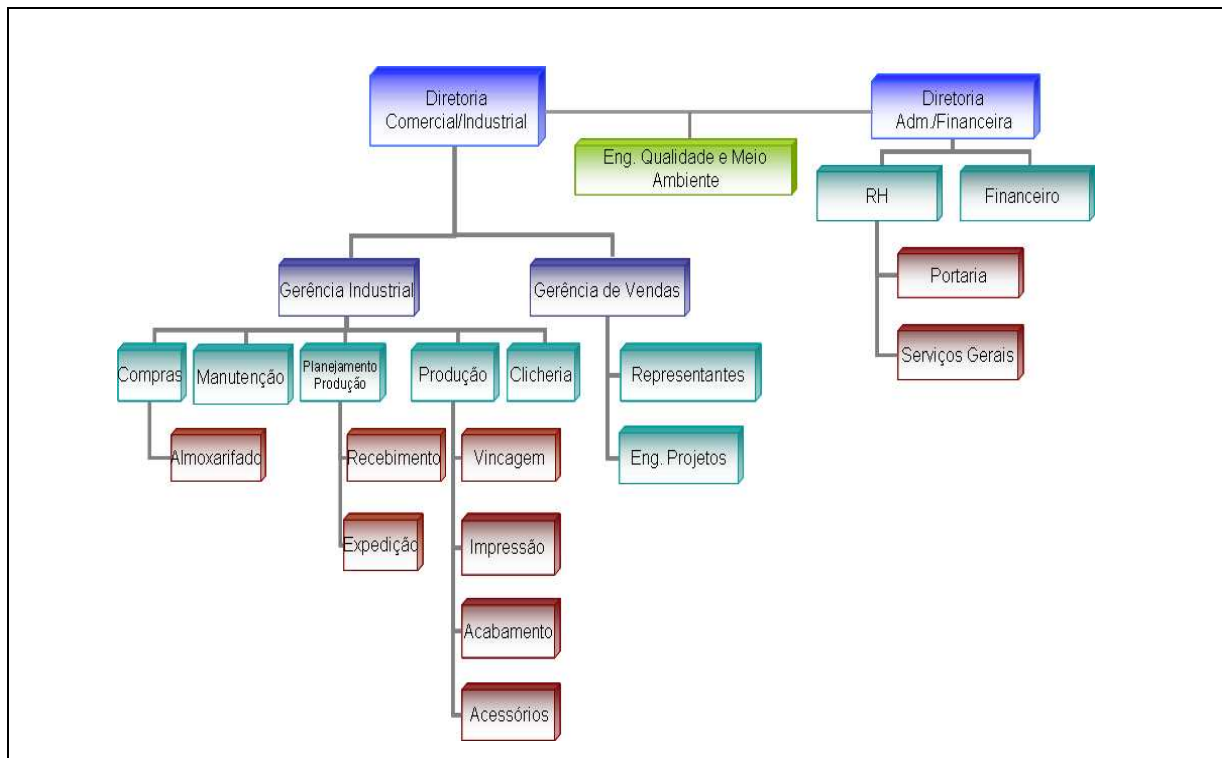 Diretoria
Comercial/Industrial
Diretoria
Adm./Financeira
Eng. Qualidade e Meio
Ambiente
RH
Financeiro
Portaria
Serviços Gerais
Gerência Industrial
Gerência de Vendas
Compras
Manutenção
Planejamento
Produção
Produção
Clicheria
Representantes
Almoxarifado
Recebimento
Vincagem
Eng. Projetos
Expedição
Impressão
Acabamento
Acessórios